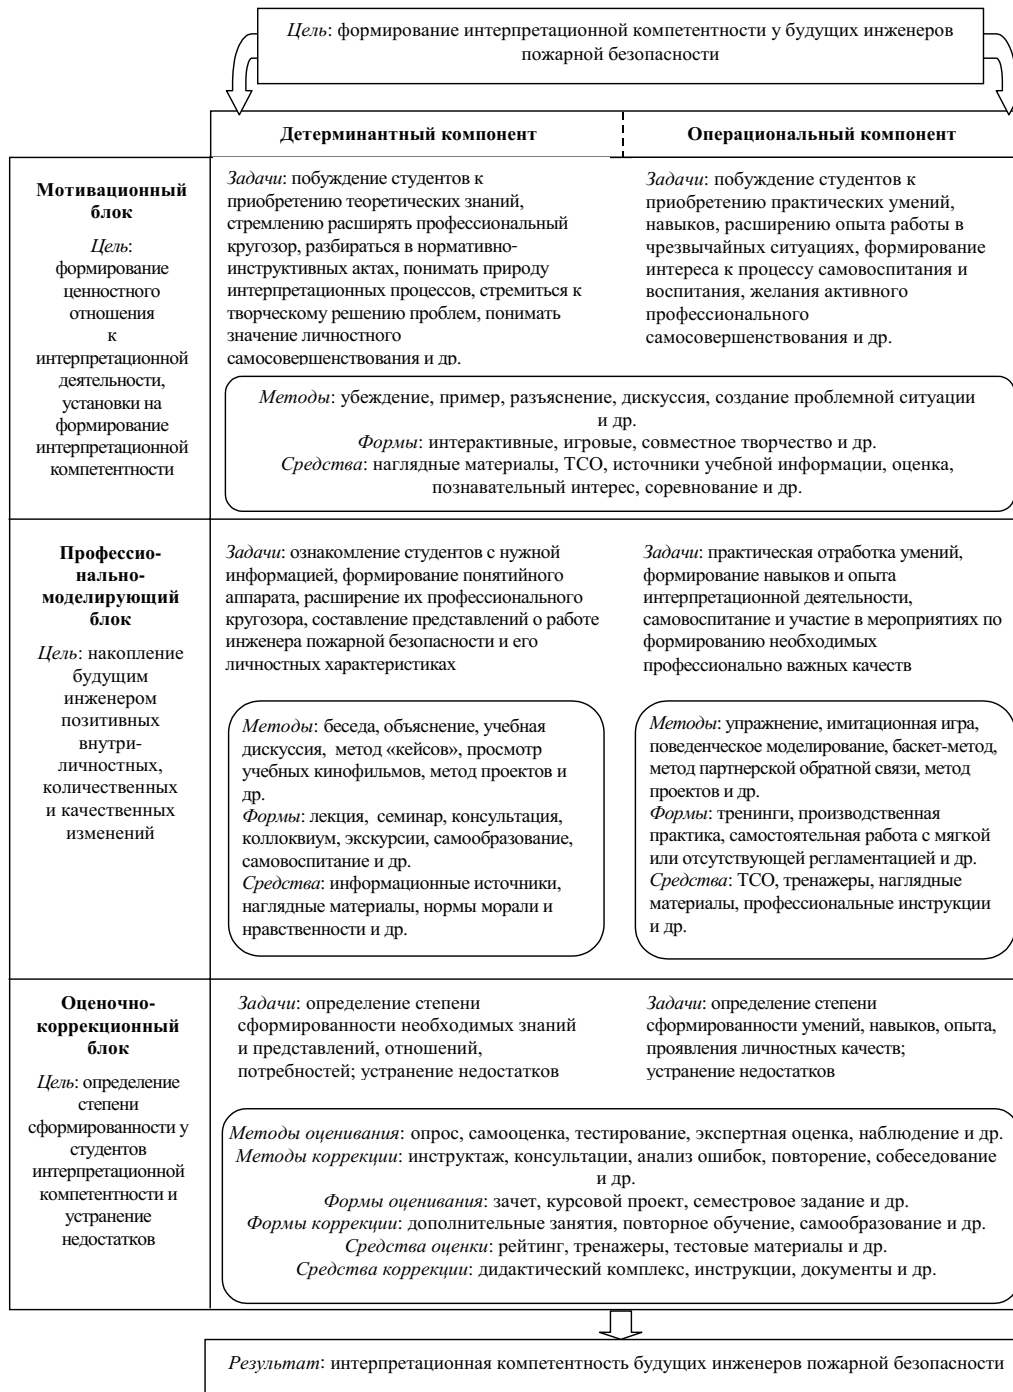 Цель: формирование интерпретационной компетентности у будущих инженеров
пожарной безопасности
Детерминантный компонент
Операциональный компонент
Мотивационный
блок
Цель:
формирование
ценностного
отношения
к
интерпретационной
деятельности,
установки на
формирование
интерпретационной
компетентности
Задачи: побуждение студентов к
приобретению теоретических знаний,
стремлению расширять профессиональный
кругозор, разбираться в нормативно-
инструктивных актах, понимать природу
интерпретационных процессов, стремиться к
творческому решению проблем, понимать
значение личностного
самосовершенствования и др.
Задачи: побуждение студентов к
приобретению практических умений,
навыков, расширению опыта работы в
чрезвычайных ситуациях, формирование
интереса к процессу самовоспитания и
воспитания, желания активного
профессионального
самосовершенствования и др.
Методы: убеждение, пример, разъяснение, дискуссия, создание проблемной ситуации
и др.
Формы: интерактивные, игровые, совместное творчество и др.
Средства: наглядные материалы, ТСО, источники учебной информации, оценка,
познавательный интерес, соревнование и др.
Профессио-
нально-
моделирующий
блок
Цель: накопление
будущим
инженером
позитивных
внутри-
личностных,
количественных
и качественных
изменений
Задачи: ознакомление студентов с нужной
информацией, формирование понятийного
аппарата, расширение их профессионального
кругозора, составление представлений о работе
инженера пожарной безопасности и его
личностных характеристиках
Задачи: практическая отработка умений,
формирование навыков и опыта
интерпретационной деятельности,
самовоспитание и участие в мероприятиях по
формированию необходимых
профессионально важных качеств
Методы: беседа, объяснение, учебная
дискуссия, метод «кейсов», просмотр
учебных кинофильмов, метод проектов и
др.
Формы: лекция, семинар, консультация,
коллоквиум, экскурсии, самообразование,
самовоспитание и др.
Средства: информационные источники,
наглядные материалы, нормы морали и
нравственности и др.
Методы: упражнение, имитационная игра,
поведенческое моделирование, баскет-метод,
метод партнерской обратной связи, метод
проектов и др.
Формы: тренинги, производственная
практика, самостоятельная работа с мягкой
или отсутствующей регламентацией и др.
Средства: ТСО, тренажеры, наглядные
материалы, профессиональные инструкции
и др.
Оценочно-
коррекционный
блок
Цель: определение
степени
сформированности у
студентов
интерпретационной
компетентности и
устранение
недостатков
Задачи: определение степени
сформированности необходимых знаний
и представлений, отношений,
потребностей; устранение недостатков
Задачи: определение степени
сформированности умений, навыков, опыта,
проявления личностных качеств;
устранение недостатков
Методы оценивания: опрос, самооценка, тестирование, экспертная оценка, наблюдение и др.
Методы коррекции: инструктаж, консультации, анализ ошибок, повторение, собеседование
и др.
Формы оценивания: зачет, курсовой проект, семестровое задание и др.
Формы коррекции: дополнительные занятия, повторное обучение, самообразование и др.
Средства оценки: рейтинг, тренажеры, тестовые материалы и др.
Средства коррекции: дидактический комплекс, инструкции, документы и др.
Результат: интерпретационная компетентность будущих инженеров пожарной безопасности